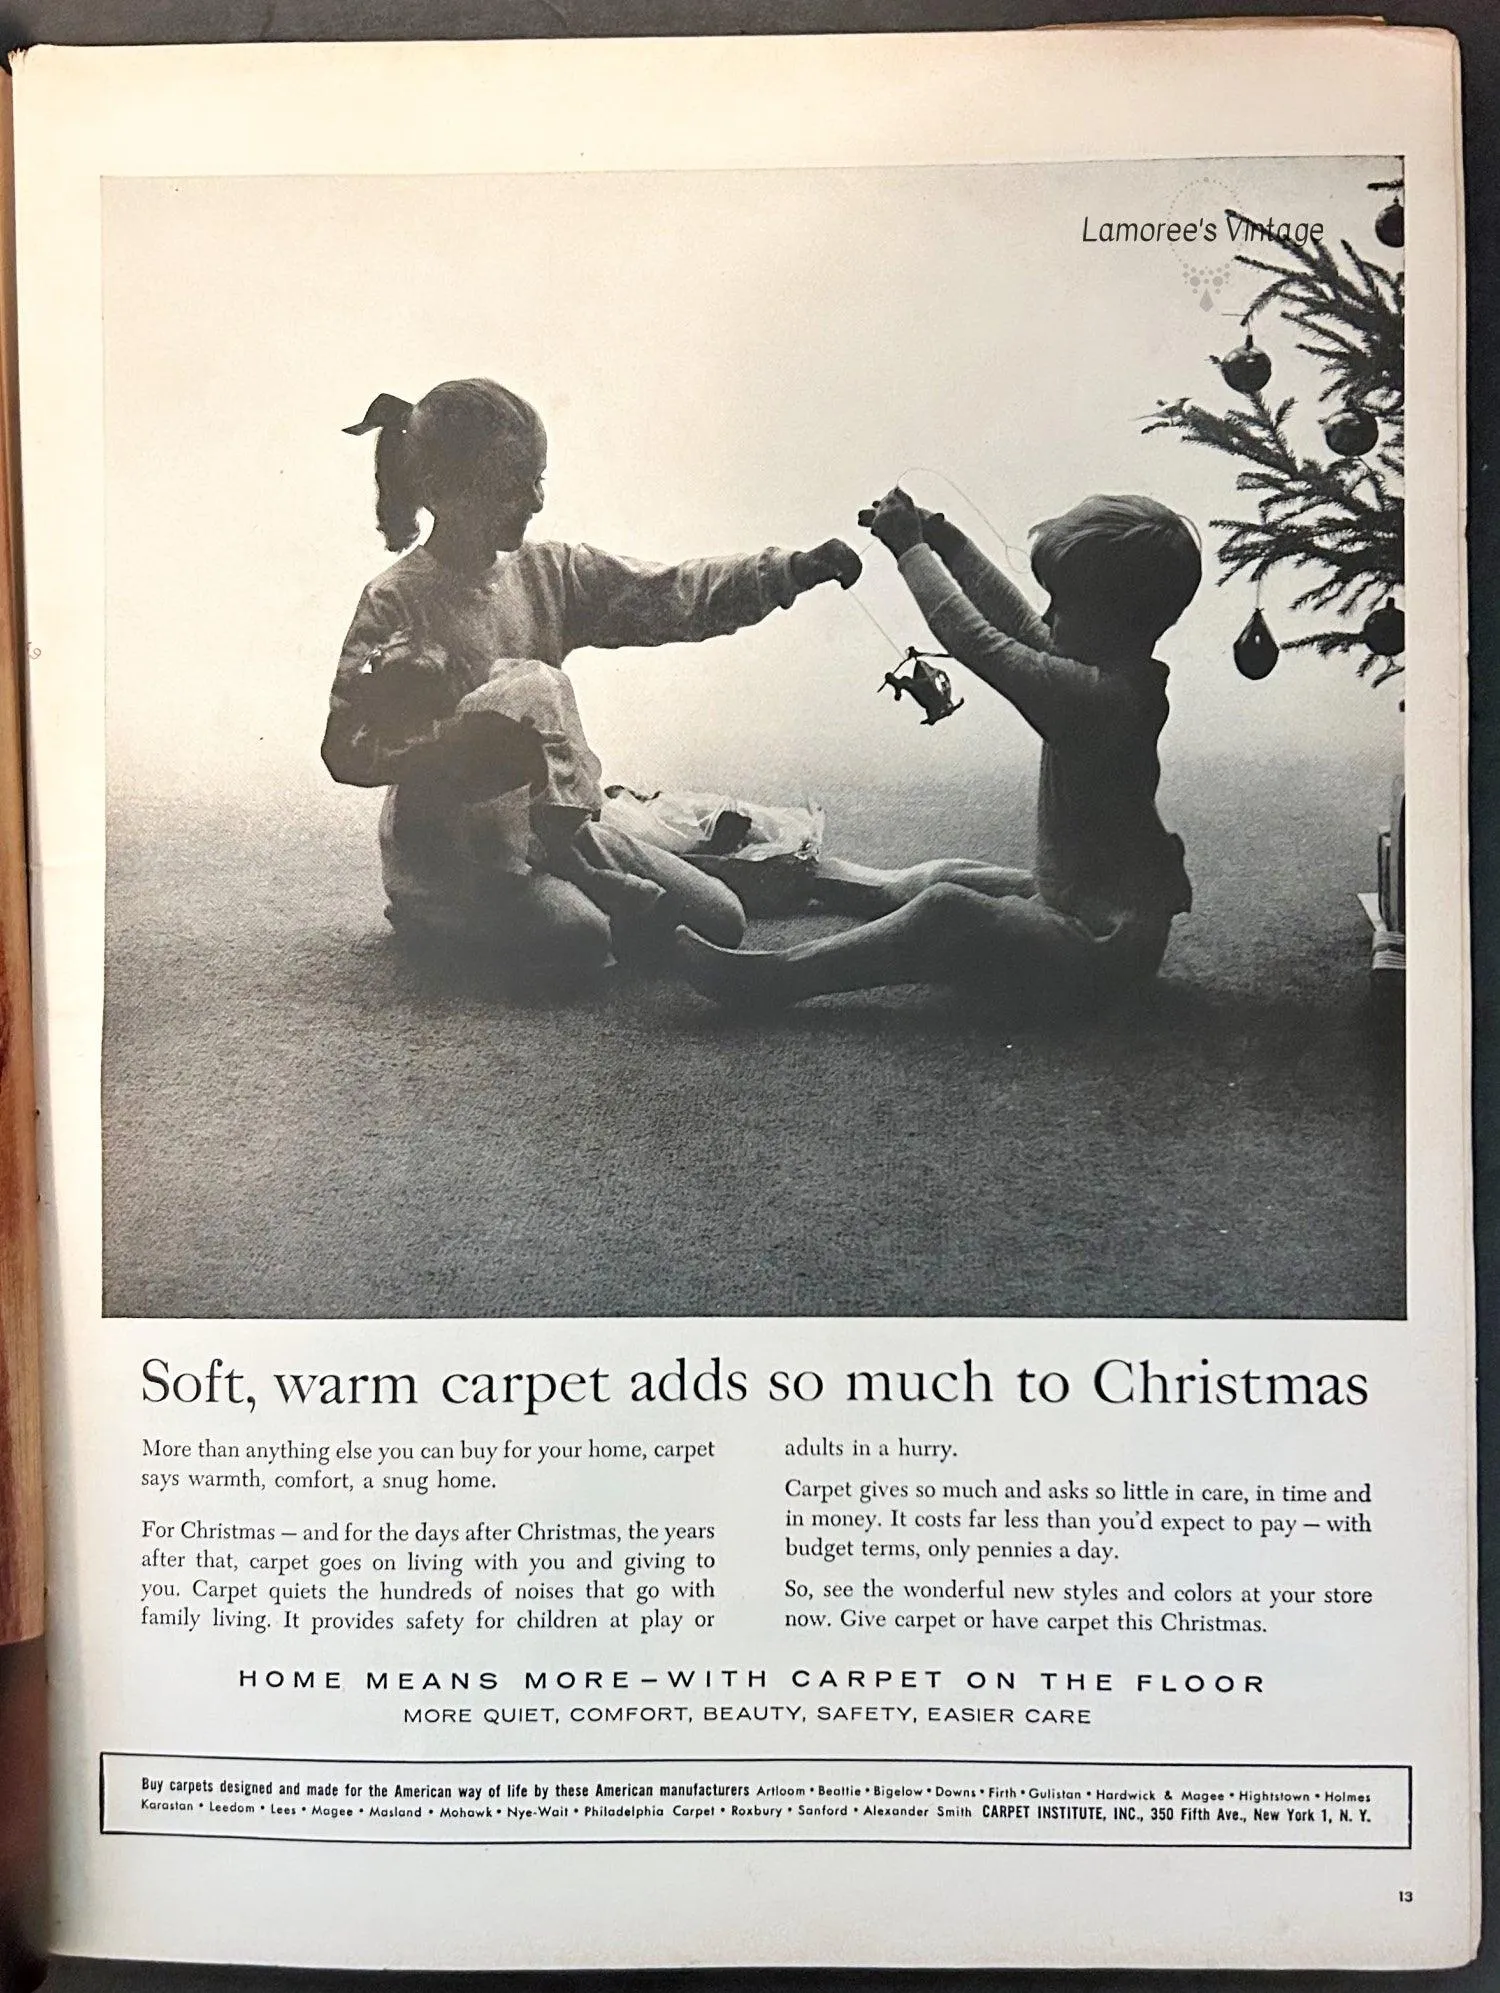 Lamoree's Vintage
Soft, warm carpet adds so much to Christmas
More than anything else you can buy for your home, carpet
says warmth, comfort, a snug home.
For Christmas — and for the days after Christmas, the years
after that, carpet goes on living with you and giving to
you. Carpet quiets the hundreds of noises that go with
family living. It provides safety for children at play or
adults in a hurry.
Carpet gives so much and asks so little in care, in time and
in money. It costs far less than you'd expect to pay — with
budget terms, only pennies a day.
So, see the wonderful new styles and colors at your store
now. Give carpet or have carpet this Christmas.
HOME MEANS MORE—WITH CARPET ON THE FLOOR
MORE QUIET, COMFORT, BEAUTY, SAFETY, EASIER CARE
Buy carpets designed and made for the American way of life by these American manufacturers Artloom • Beattie • Bigelow • Downs • Firth • Gulistan • Hardwick & Magee • Hightstown • Holmes
Karastan • Leedom • Lees • Magee • Masland • Mohawk • Nye-Wait • Philadelphia Carpet • Roxbury • Sanford • Alexander Smith CARPET INSTITUTE, INC., 350 Fifth Ave., New York 1, N. Y.
13